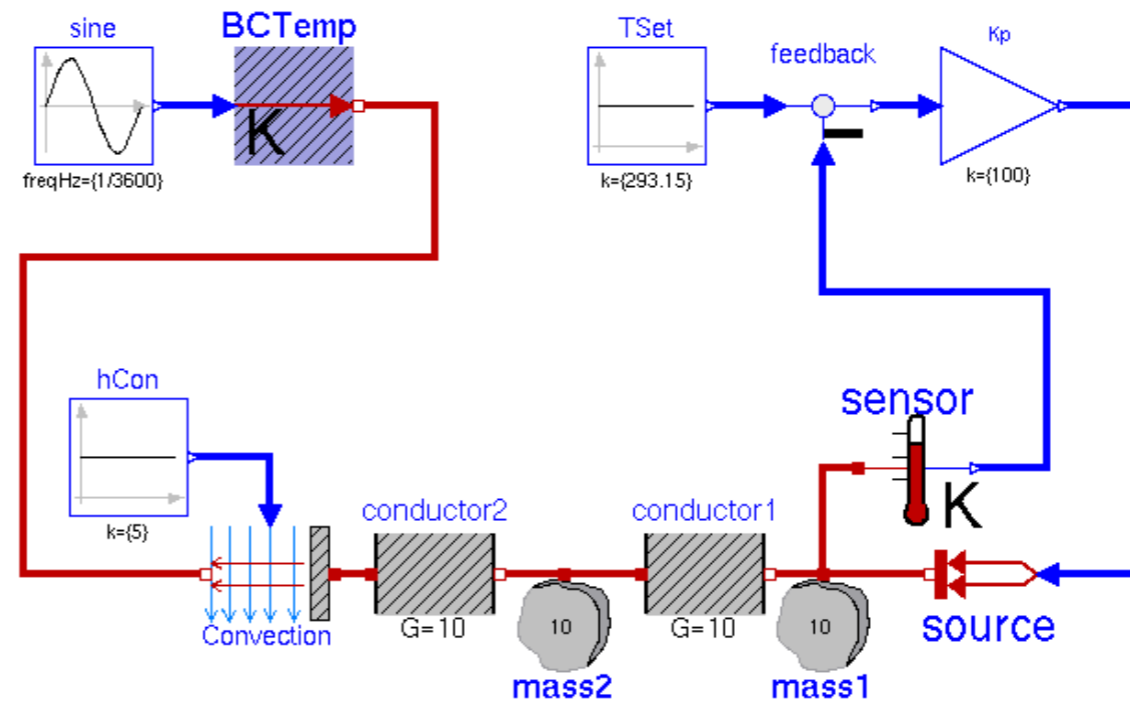 sine
BCTemp
TSet
feedback
Kp
K
freqHz={1/3600}
k={293.15}
k={100}
hCon
sensor
K
k={5}
conductor2
conductor1
10
10
Convection
G=10
G=10
source
mass2
mass1